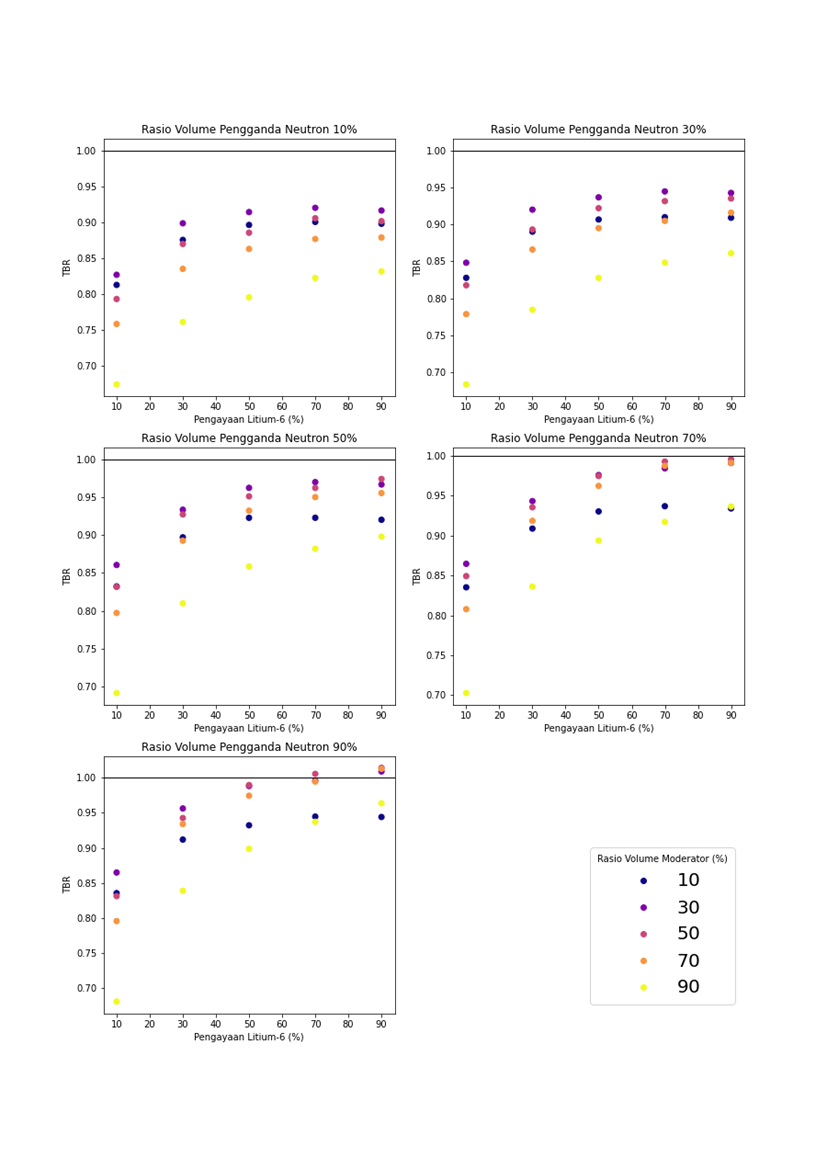 Rasio Volume Pengganda Neutron 10%
1.00
0.95
0.90
0.85
0.80
0.75
0.70
TBR
10 20 30 40 50 60 70 80 90
Pengayaan Litium-6 (%)
Rasio Volume Pengganda Neutron 30%
1.00
0.95
0.90
0.85
0.80
0.75
0.70
TBR
10 20 30 40 50 60 70 80 90
Pengayaan Litium-6 (%)
Rasio Volume Pengganda Neutron 50%
1.00
0.95
0.90
0.85
0.80
0.75
0.70
TBR
10 20 30 40 50 60 70 80 90
Pengayaan Litium-6 (%)
Rasio Volume Pengganda Neutron 70%
1.00
0.95
0.90
0.85
0.80
0.75
0.70
TBR
10 20 30 40 50 60 70 80 90
Pengayaan Litium-6 (%)
Rasio Volume Pengganda Neutron 90%
1.00
0.95
0.90
0.85
0.80
0.75
0.70
TBR
10 20 30 40 50 60 70 80 90
Pengayaan Litium-6 (%)
Rasio Volume Moderator (%)
10
30
50
70
90